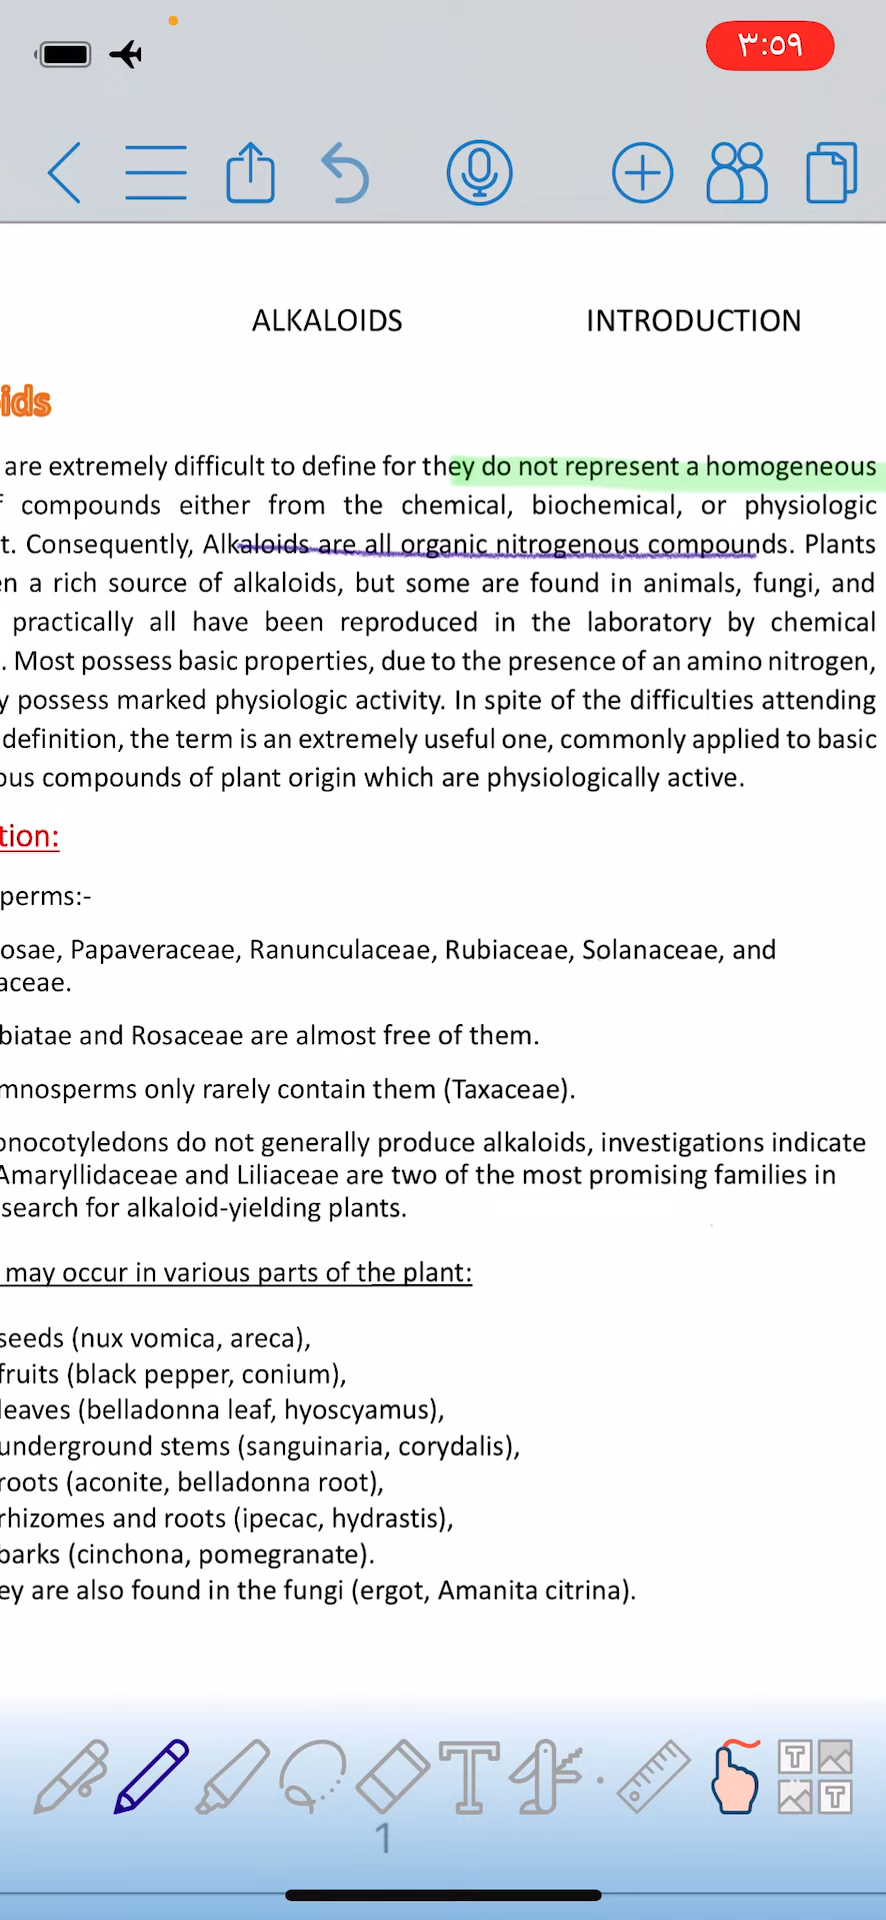 ٣:٥٩
ALKALOIDS INTRODUCTION
ids
are extremely difficult to define for they do not represent a homogeneous
compounds either from the chemical, biochemical, or physiologic
t. Consequently, Alkaloids are all organic nitrogenous compounds. Plants
n a rich source of alkaloids, but some are found in animals, fungi, and
practically all have been reproduced in the laboratory by chemical
. Most possess basic properties, due to the presence of an amino nitrogen,
y possess marked physiologic activity. In spite of the difficulties attending
definition, the term is an extremely useful one, commonly applied to basic
ous compounds of plant origin which are physiologically active.
tion:
perms:-
osae, Papaveraceae, Ranunculaceae, Rubiaceae, Solanaceae, and
aceae.
biatae and Rosaceae are almost free of them.
mnosperms only rarely contain them (Taxaceae).
onocotyledons do not generally produce alkaloids, investigations indicate
Amaryllidaceae and Liliaceae are two of the most promising families in
search for alkaloid-yielding plants.
may occur in various parts of the plant:
seeds (nux vomica, areca),
fruits (black pepper, conium),
leaves (belladonna leaf, hyoscyamus),
underground stems (sanguinaria, corydalis),
roots (aconite, belladonna root),
rhizomes and roots (ipecac, hydrastis),
barks (cinchona, pomegranate).
ey are also found in the fungi (ergot, Amanita citrina).
1